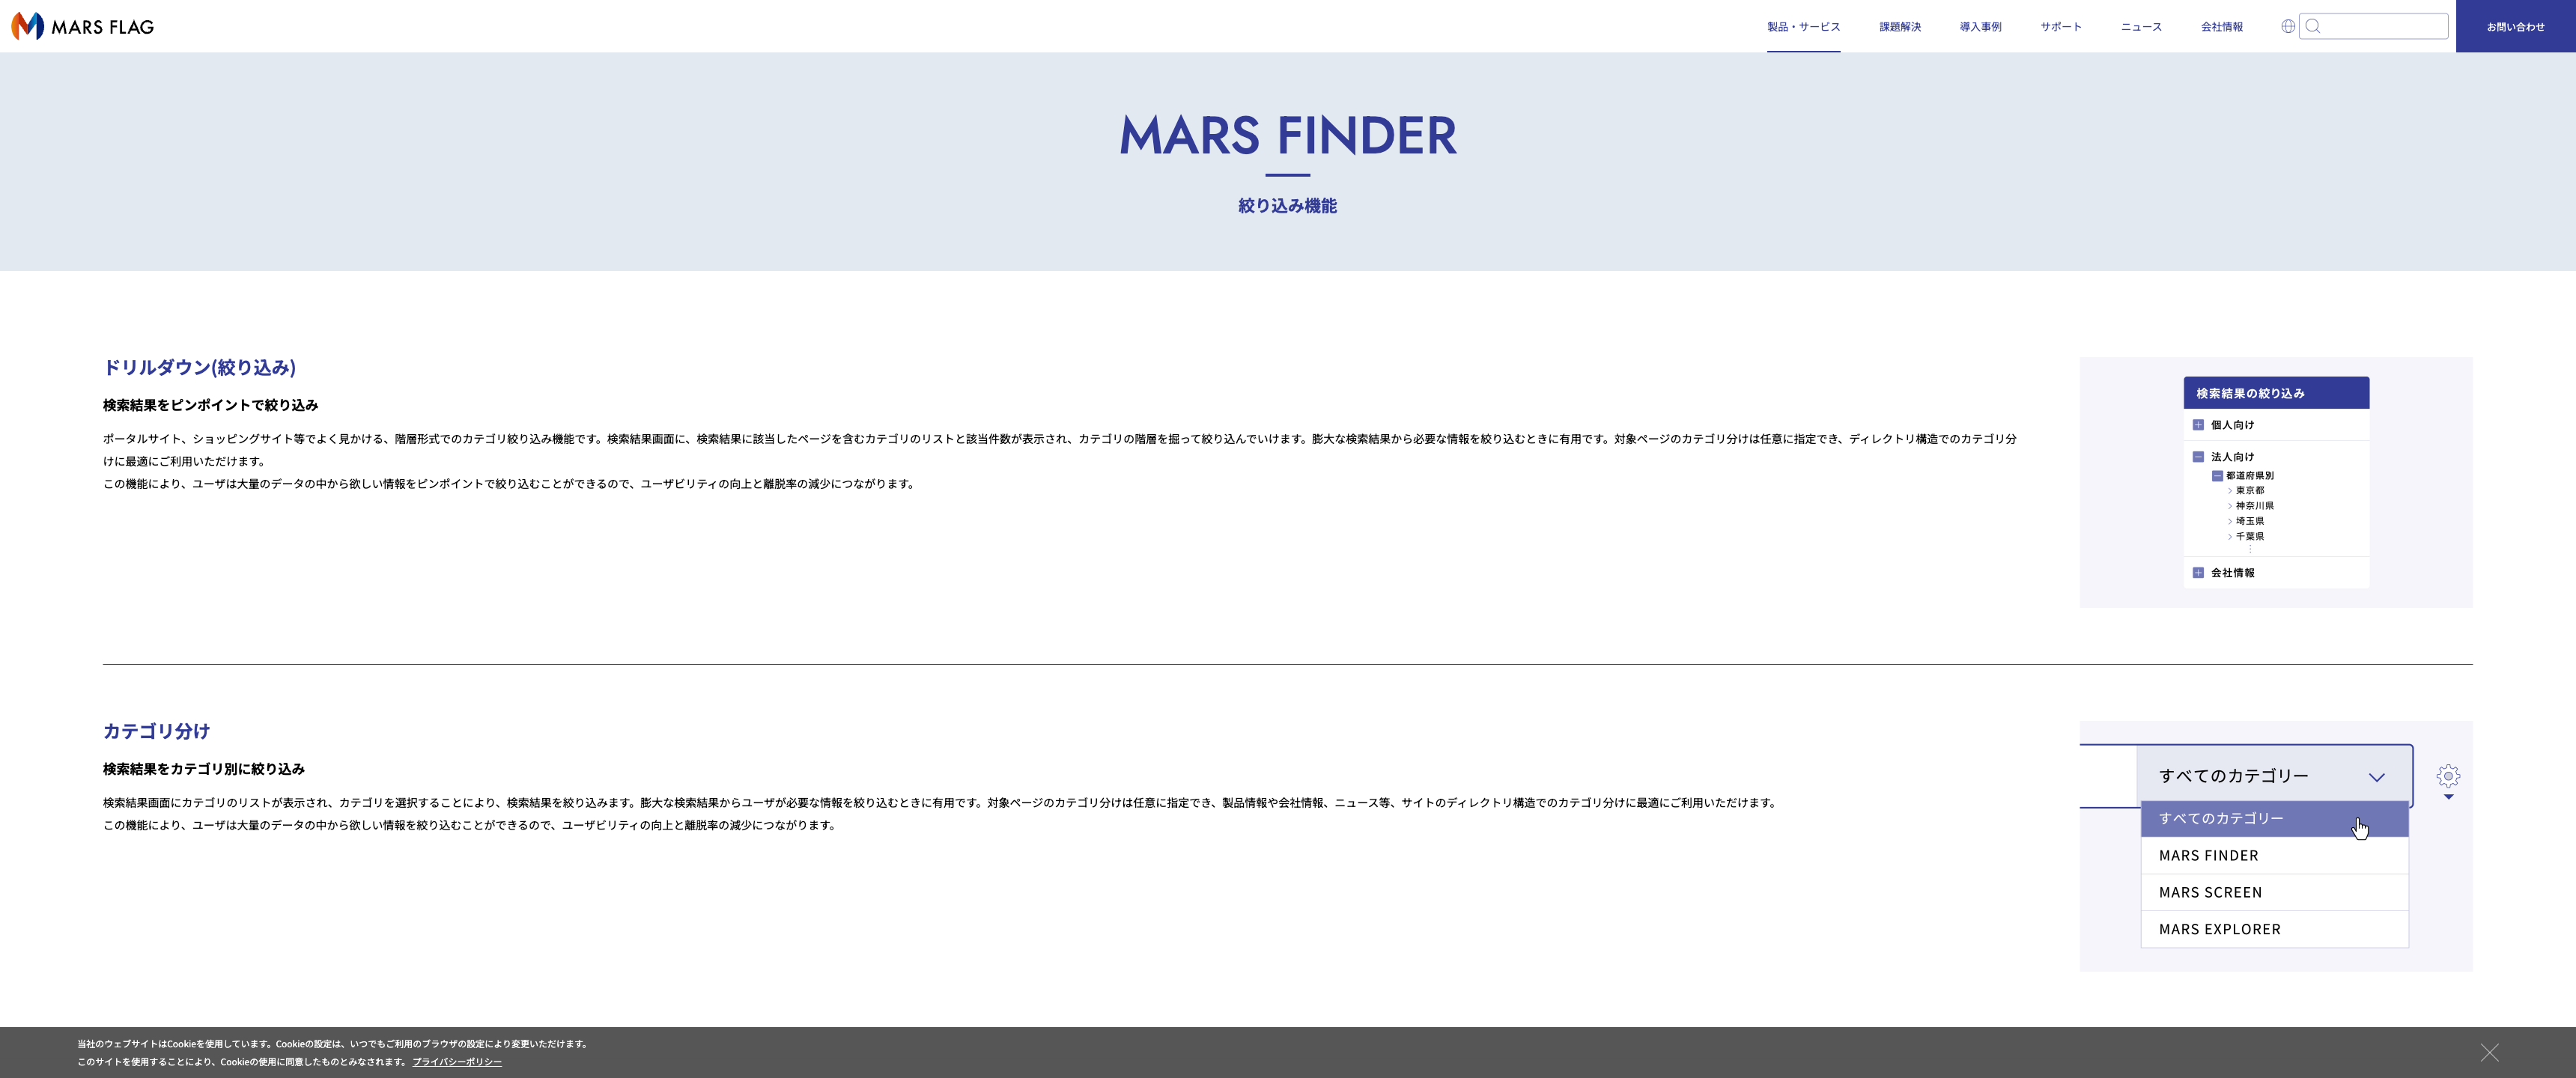 MARS FLAG
製品・サービス
課題解決
導入事例
サポート
ニュース
会社情報
お問い合わせ
MARS FINDER
絞り込み機能
ドリルダウン(絞り込み)
検索結果をピンポイントで絞り込み
ポータルサイト、ショッピングサイト等でよく見かける、階層形式でのカテゴリ絞り込み機能です。検索結果画面に、検索結果に該当したページを含むカテゴリのリストと該当件数が表示され、カテゴリの階層を掘って絞り込んでいけます。膨大な検索結果から必要な情報を絞り込むときに有用です。対象ページのカテゴリ分けは任意に指定でき、ディレクトリ構造でのカテゴリ分
けに最適にご利用いただけます。
この機能により、ユーザは大量のデータの中から欲しい情報をピンポイントで絞り込むことができるので、ユーザビリティの向上と離脱率の減少につながります。
検索結果の絞り込み
個人向け
法人向け
都道府県別
東京都
神奈川県
埼玉県
千葉県
会社情報
カテゴリ分け
検索結果をカテゴリ別に絞り込み
検索結果画面にカテゴリのリストが表示され、カテゴリを選択することにより、検索結果を絞り込みます。膨大な検索結果からユーザが必要な情報を絞り込むときに有用です。対象ページのカテゴリ分けは任意に指定でき、製品情報や会社情報、ニュース等、サイトのディレクトリ構造でのカテゴリ分けに最適にご利用いただけます。
この機能により、ユーザは大量のデータの中から欲しい情報を絞り込むことができるので、ユーザビリティの向上と離脱率の減少につながります。
すべてのカテゴリー
すべてのカテゴリー
MARS FINDER
MARS SCREEN
MARS EXPLORER
当社のウェブサイトはCookieを使用しています。Cookieの設定は、いつでもご利用のブラウザの設定により変更いただけます。
このサイトを使用することにより、Cookieの使用に同意したものとみなされます。 プライバシーポリシー